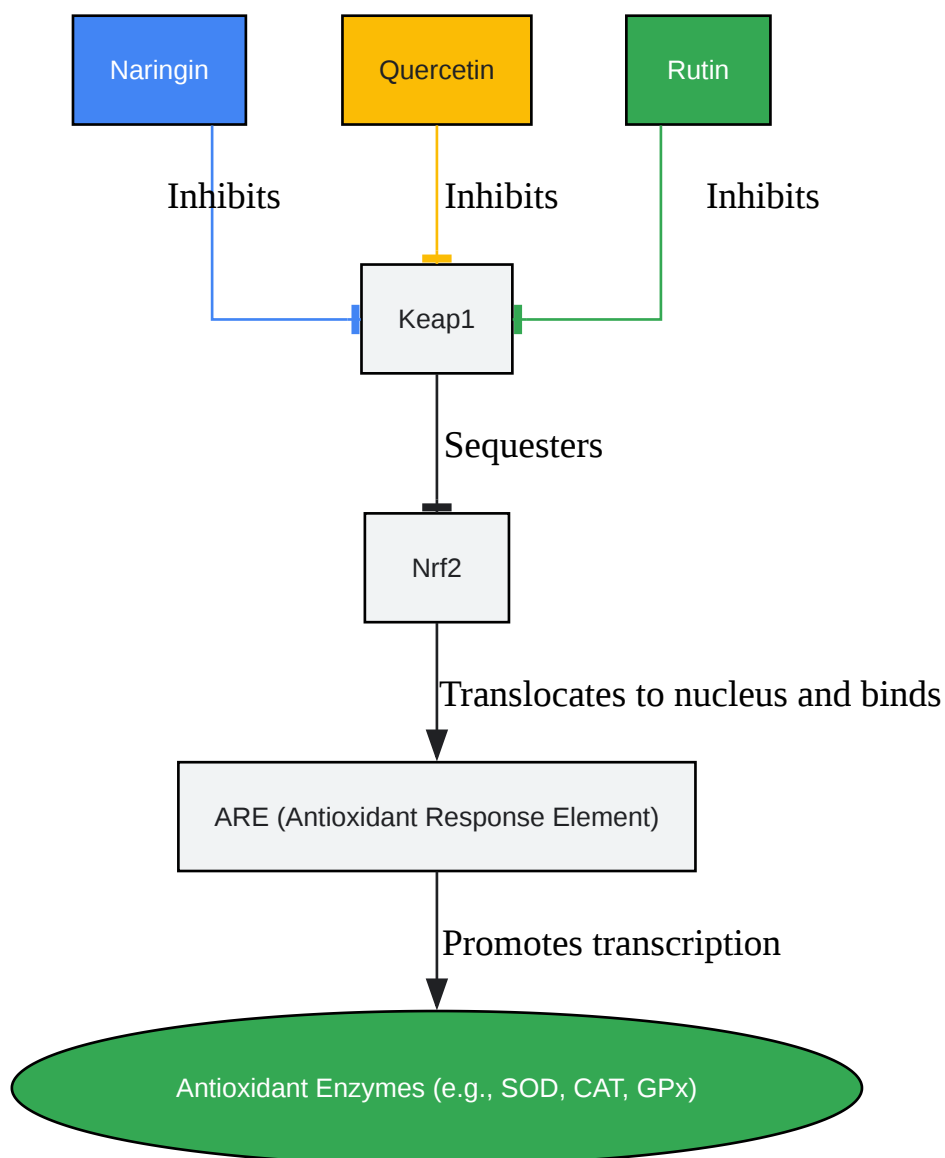 Naringin
Quercetin
Rutin
Inhibits
Inhibits
Inhibits
Keap1
Sequesters
Nrf2
Translocates to nucleus and binds
ARE (Antioxidant Response Element)
Promotes transcription
Antioxidant Enzymes (e.g., SOD, CAT, GPx)